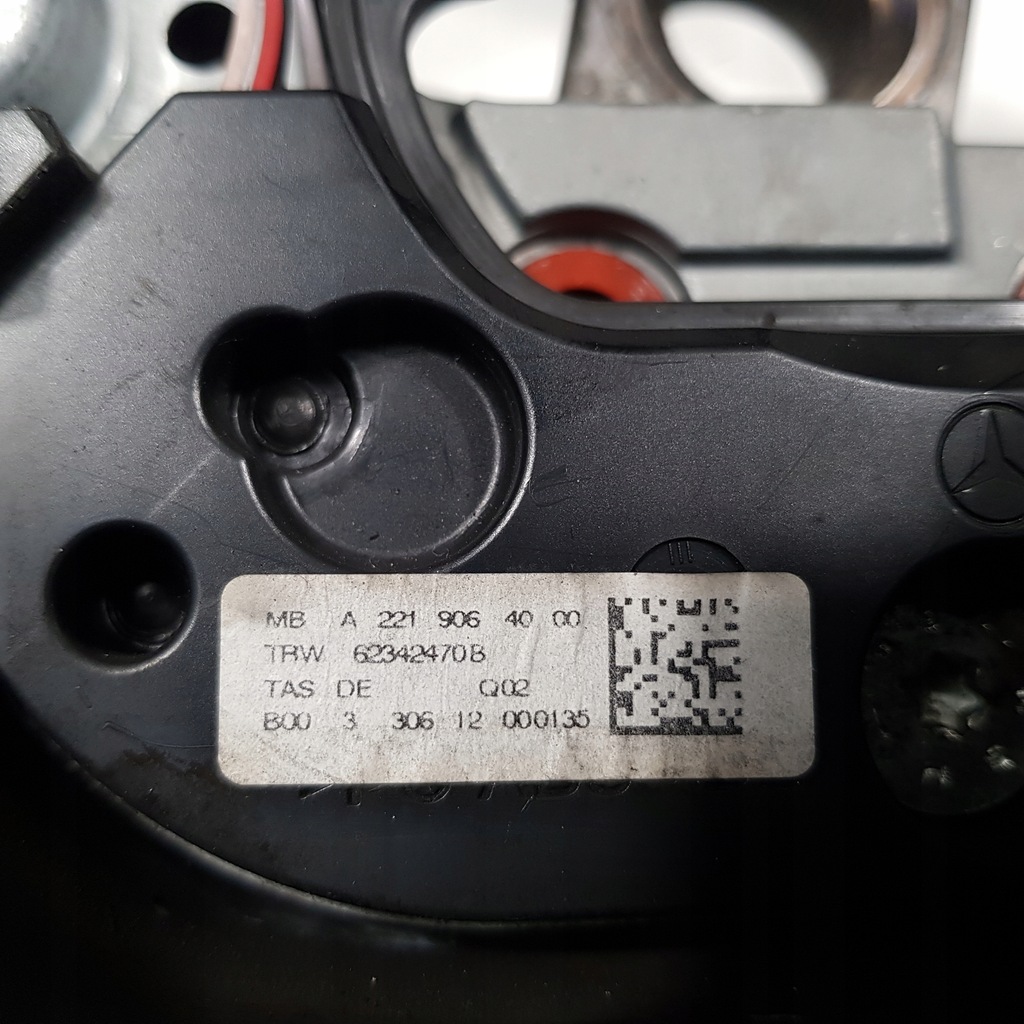 MB A 221 906 40 00
TRW 62342470B
TAS DE Q02
B00 3 306 12 000135